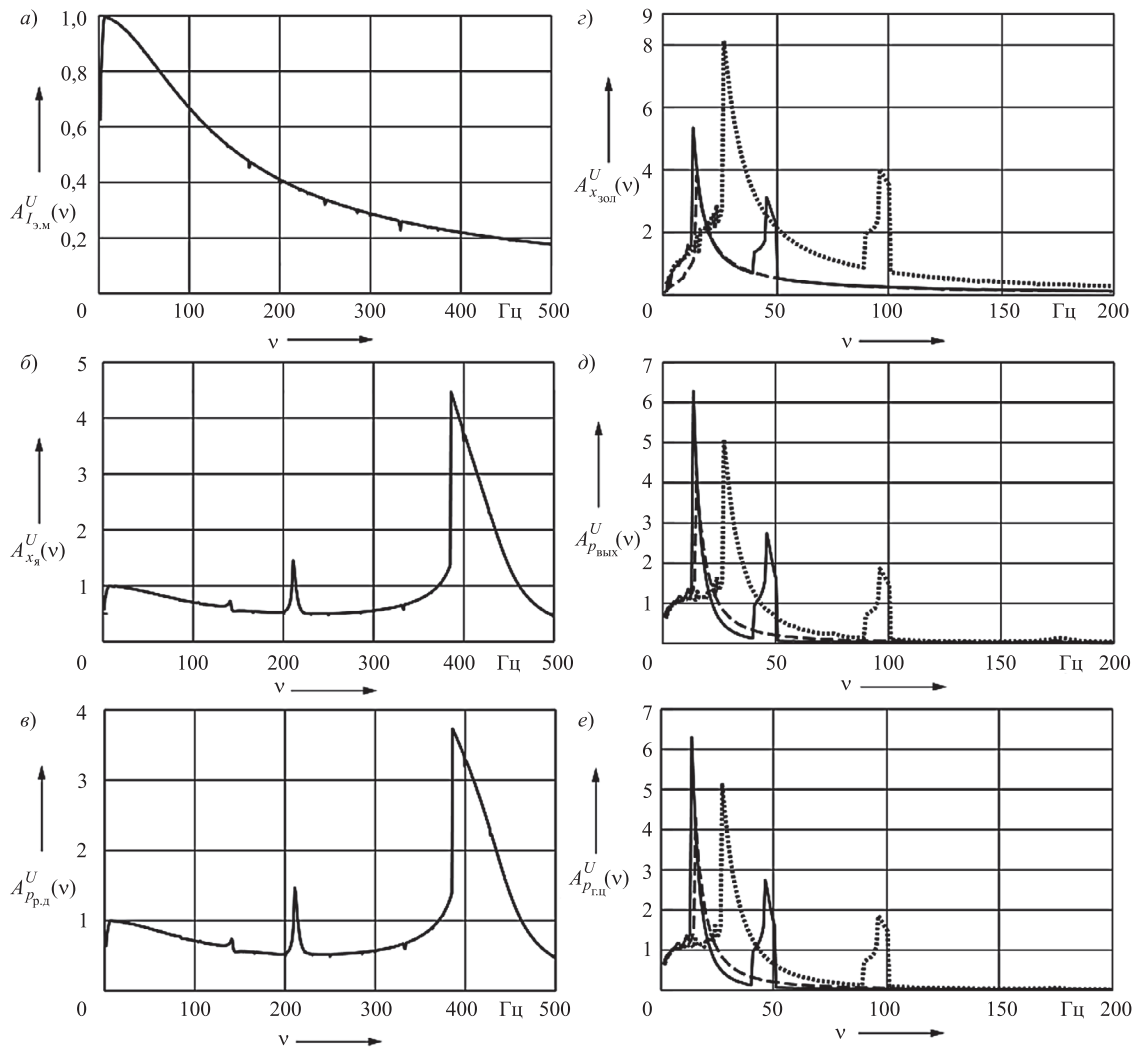 а)
1,0
0,8
0,6
0,4
0,2
A^U_{I_{э.м}}(ν)
0 100 200 300 400 Гц 500
ν
б)
5
4
3
2
1
A^U_{x_я}(ν)
0 100 200 300 400 Гц 500
ν
в)
4
3
2
1
A^U_{p_{р.д}}(ν)
0 100 200 300 400 Гц 500
ν
г)
9
8
6
4
2
A^U_{x_{зол}}(ν)
0 50 100 150 Гц 200
ν
д)
7
6
5
4
3
2
1
A^U_{p_{вых}}(ν)
0 50 100 150 Гц 200
ν
е)
7
6
5
4
3
2
1
A^U_{p_{г.ц}}(ν)
0 50 100 150 Гц 200
ν